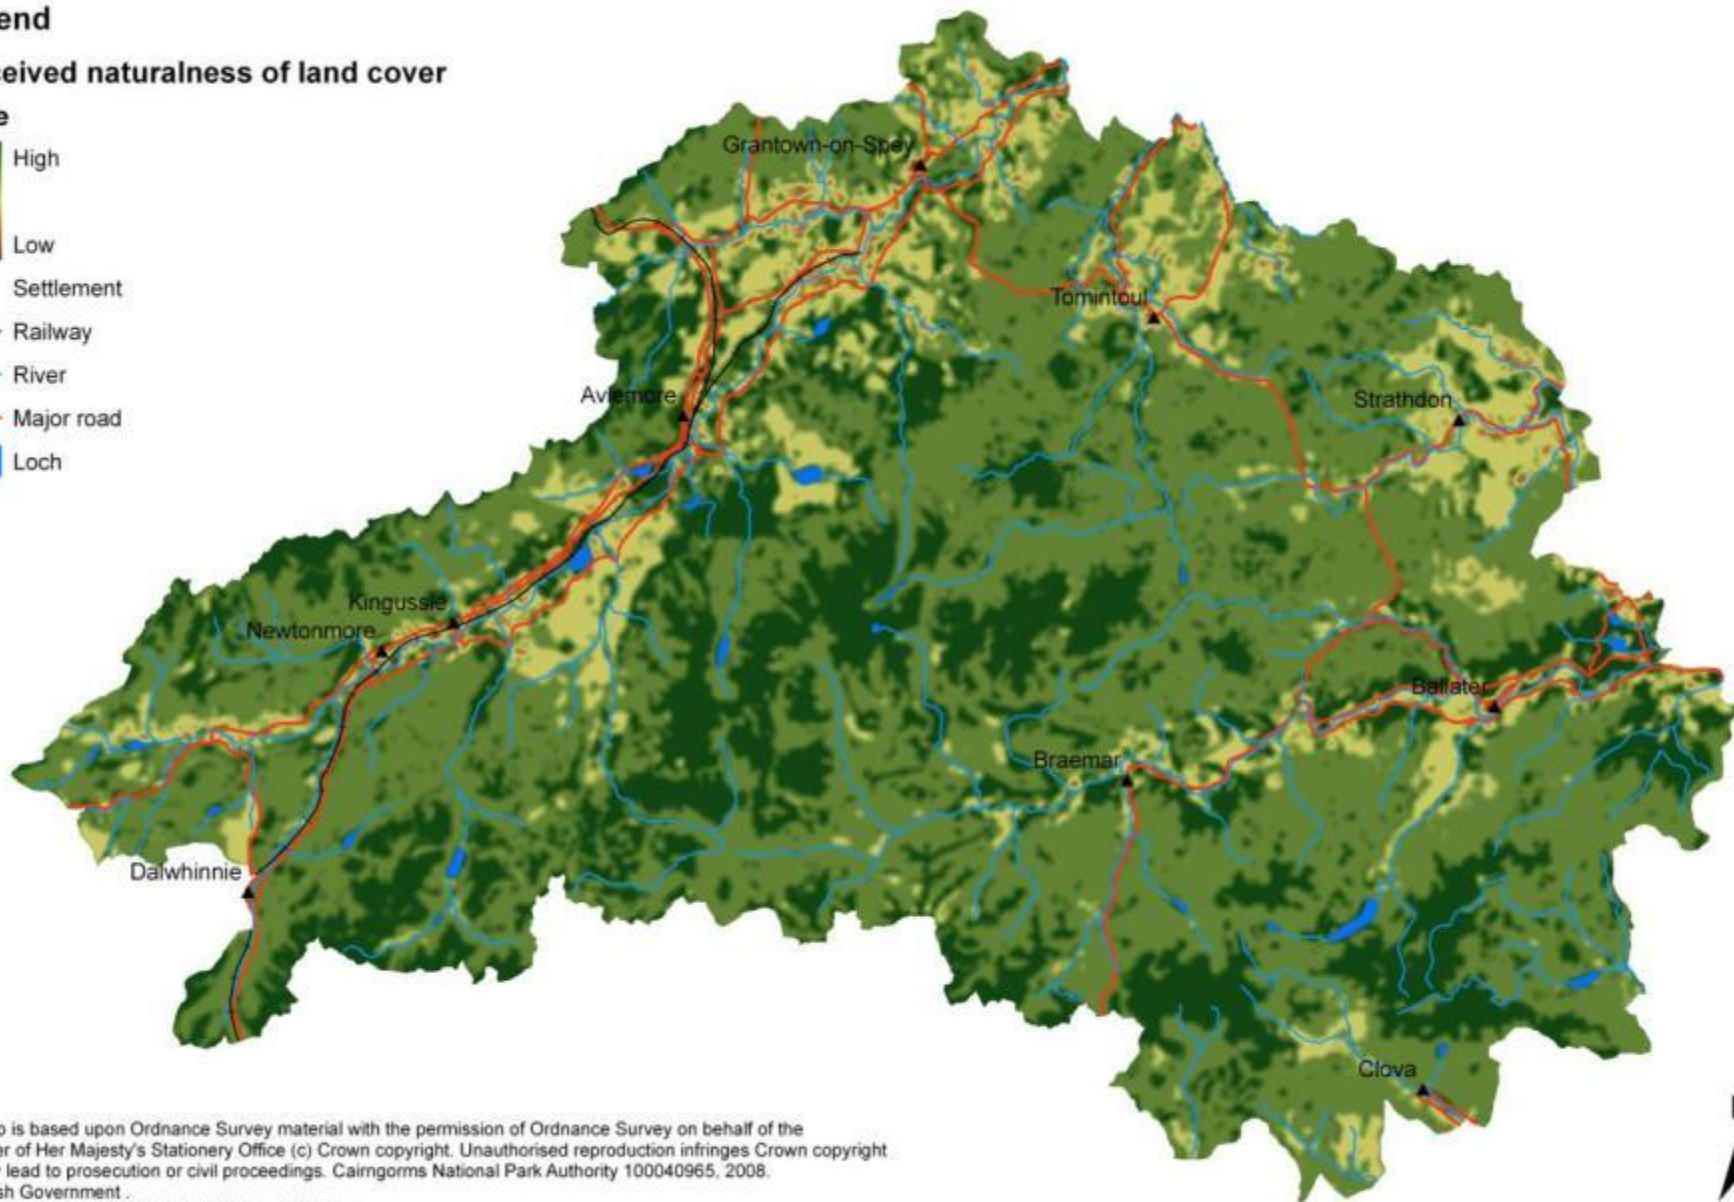 end
eived naturalness of land cover
e
High
Low
Settlement
Railway
River
Major road
Loch
Grantown-on-Spey
Tomintoul
Aviemore
Strathdon
Kingussie
Newtonmore
Ballater
Braemar
Dalwhinnie
Clova
p is based upon Ordnance Survey material with the permission of Ordnance Survey on behalf of the
er of Her Majesty's Stationery Office (c) Crown copyright. Unauthorised reproduction infringes Crown copyright
y lead to prosecution or civil proceedings. Cairngorms National Park Authority 100040965, 2008.
sh Government .